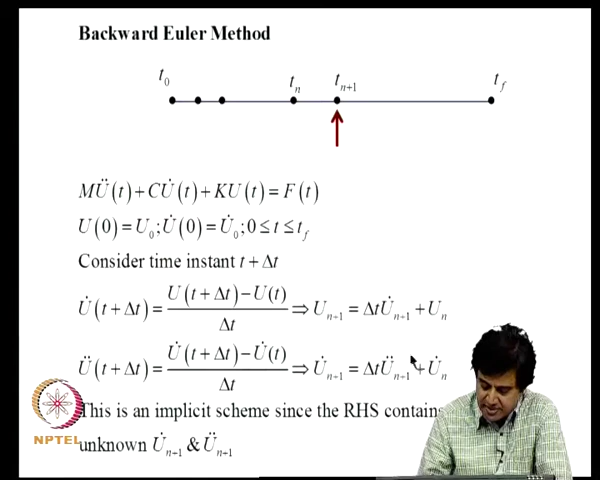 Backward Euler Method
t₀ tₙ tₙ₊₁ t_f
MÜ(t)+CU̇(t)+KU(t)=F(t)
U(0)=U₀;U̇(0)=U̇₀;0≤t≤t_f
Consider time instant t+Δt
U̇(t+Δt)=(U(t+Δt)−U(t))/Δt ⇒ Uₙ₊₁=ΔtU̇ₙ₊₁+Uₙ
Ü(t+Δt)=(U̇(t+Δt)−U̇(t))/Δt ⇒ U̇ₙ₊₁=ΔtÜₙ₊₁+U̇ₙ
This is an implicit scheme since the RHS contains
unknown U̇ₙ₊₁ & Üₙ₊₁
NPTEL